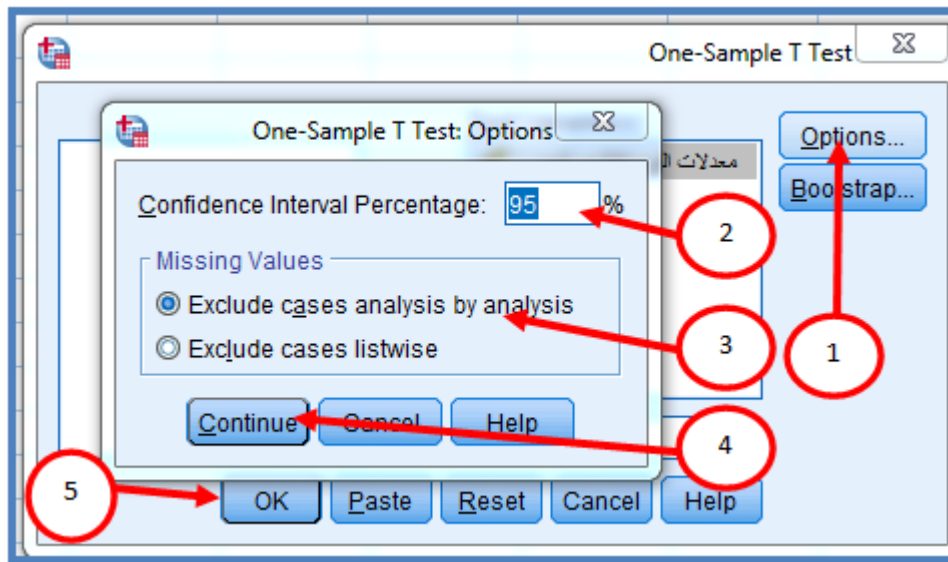 One-Sample T Test
One-Sample T Test: Options
Confidence Interval Percentage: 95 %
Missing Values
Exclude cases analysis by analysis
Exclude cases listwise
Continue Cancel Help
معدلات
Options...
Bootstrap...
OK Paste Reset Cancel Help
1
2
3
4
5